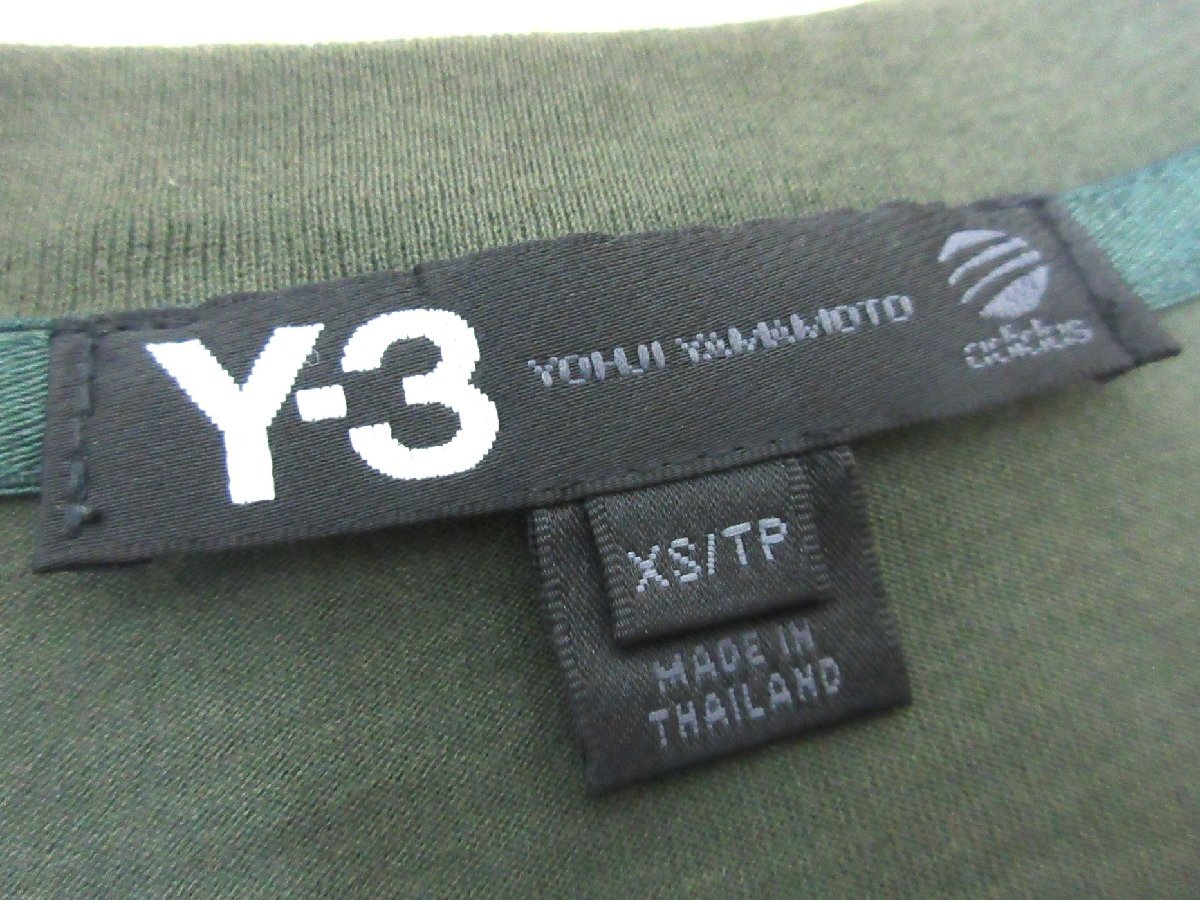 Y-3 YOHJI YAMAMOTO
adidas
XS/TP
MADE IN
THAILAND